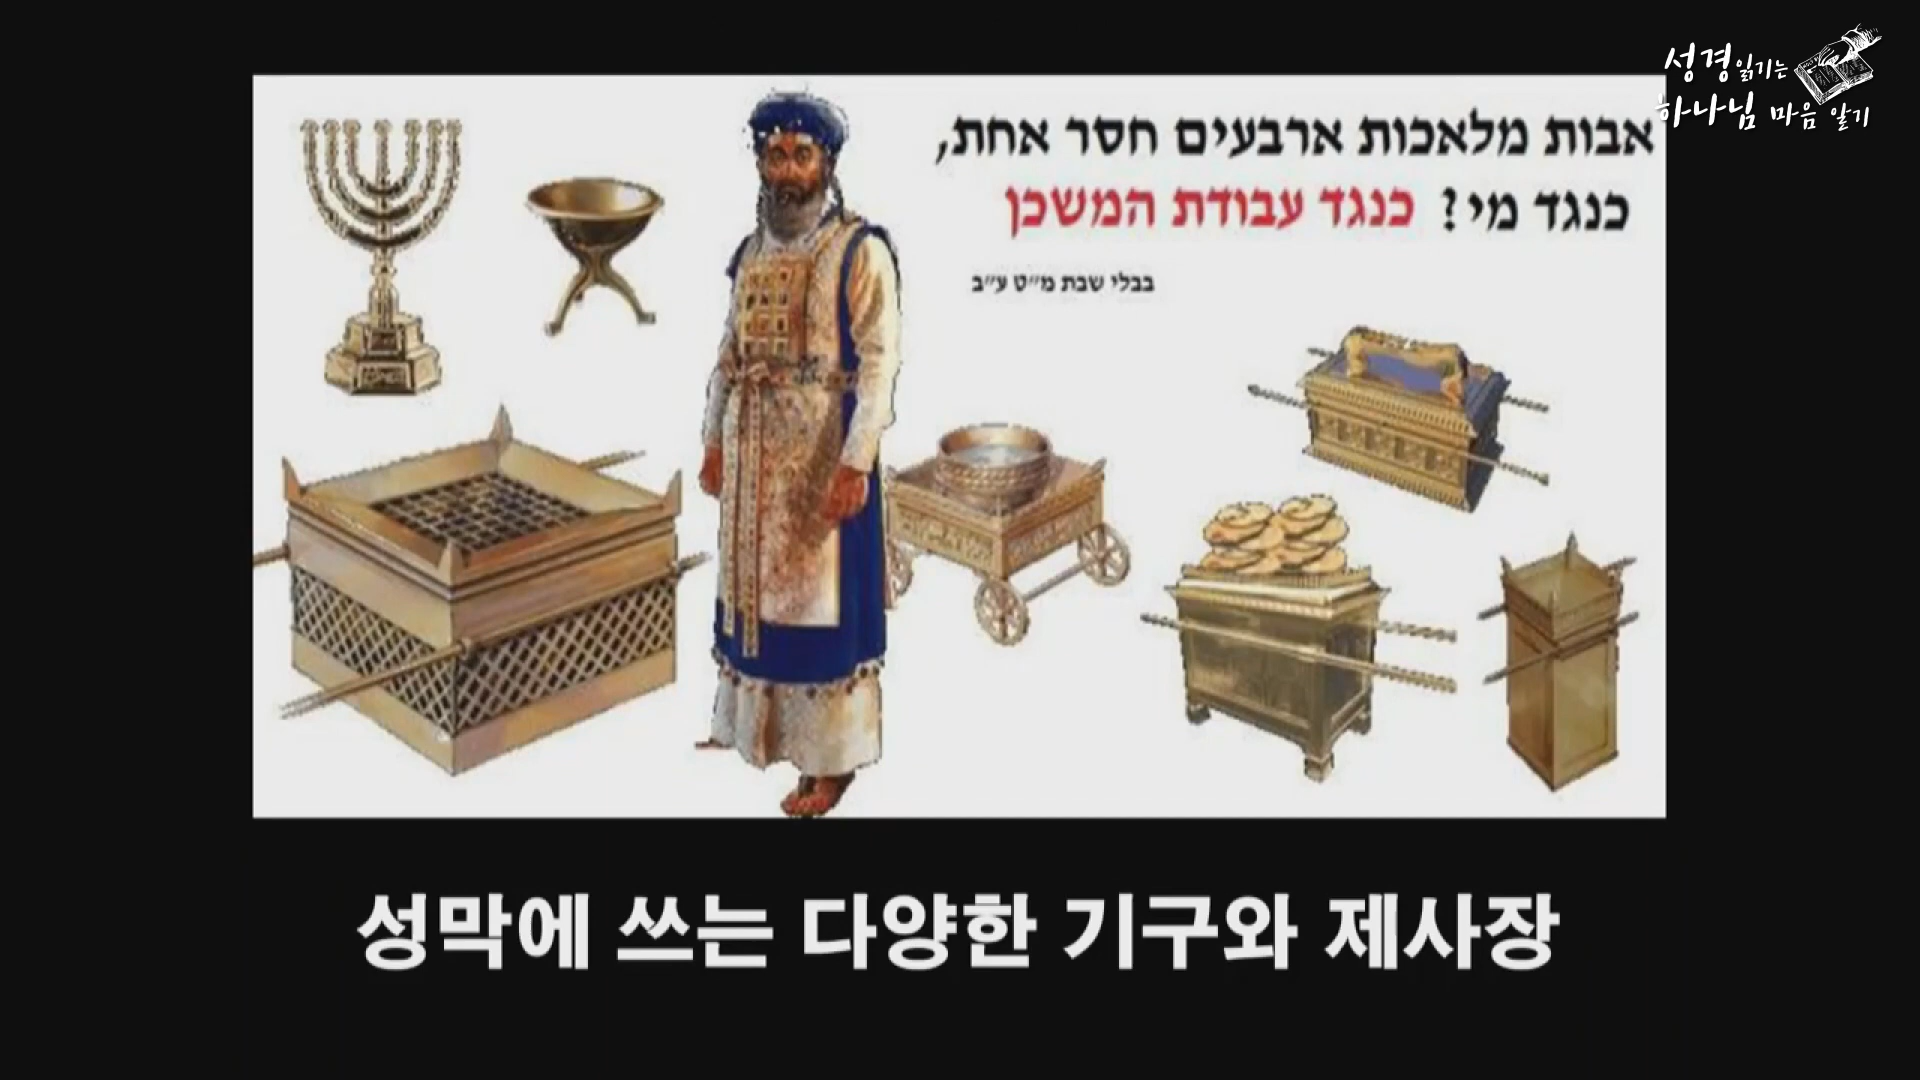 성경읽기는
하나님 마음 알기
אבות מלאכות ארבעים חסר אחת,
כנגד מי? כנגד עבודת המשכן
בבלי שבת מ״ט ע״ב
성막에 쓰는 다양한 기구와 제사장